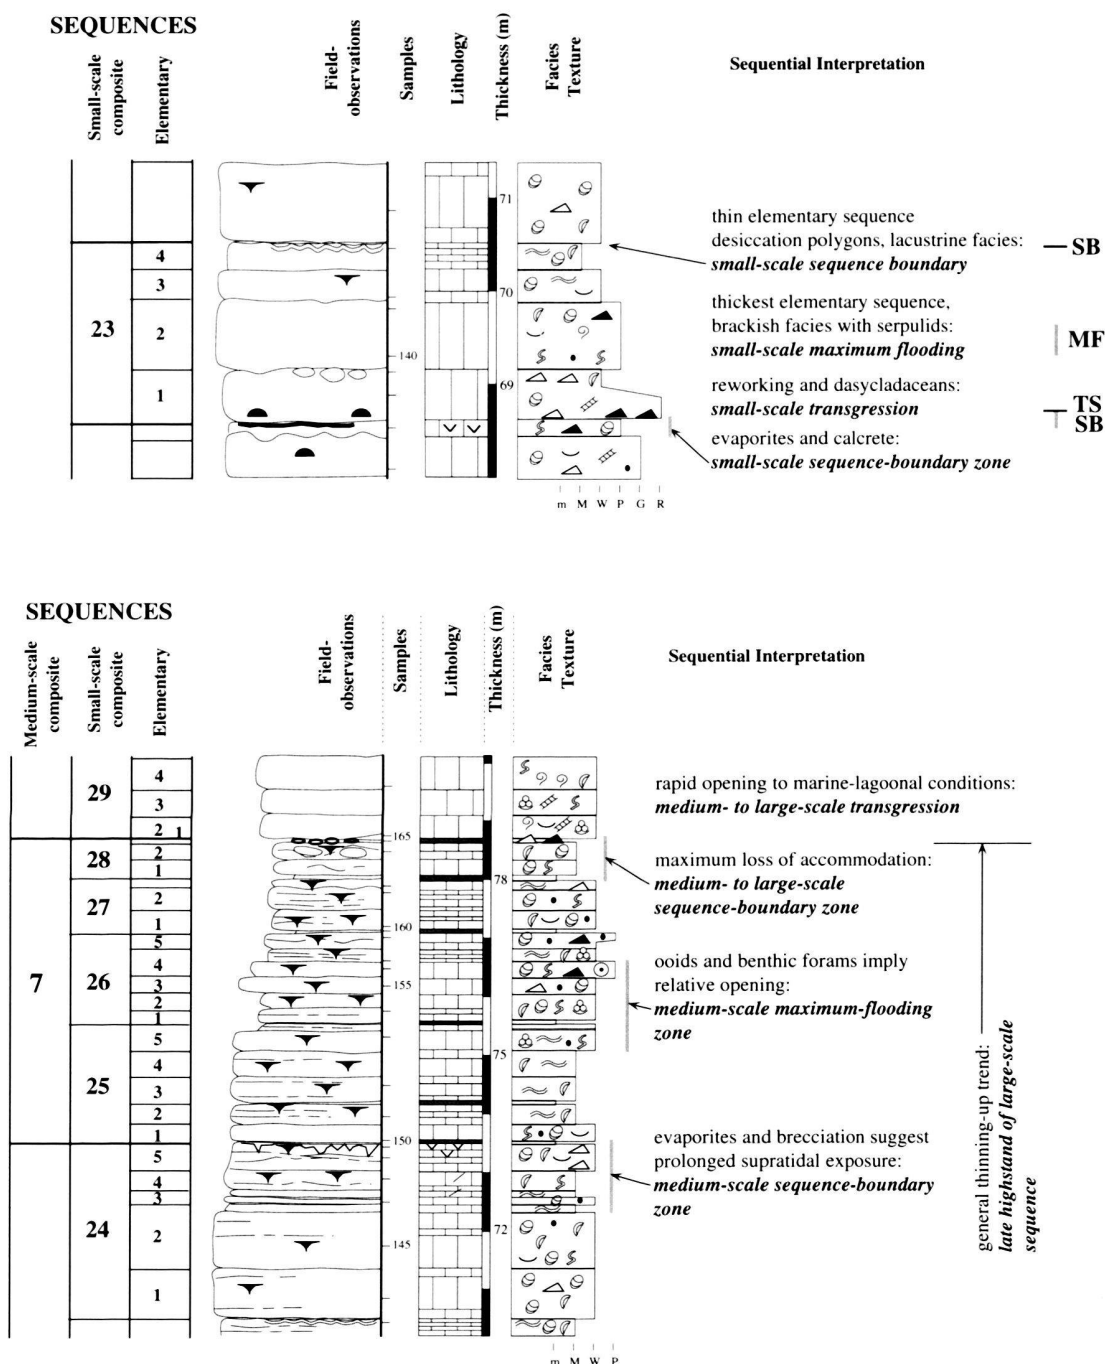 SEQUENCES
Small-scale
composite
Elementary
Field-
observations
Samples
Lithology
Thickness (m)
Facies
Texture
Sequential Interpretation
71
thin elementary sequence
desiccation polygons, lacustrine facies:
small-scale sequence boundary
SB
4
3
70
thickest elementary sequence,
brackish facies with serpulids:
small-scale maximum flooding
MF
23
2
140
69
reworking and dasycladaceans:
small-scale transgression
TS
SB
1
evaporites and calcrete:
small-scale sequence-boundary zone
m M W P G R
SEQUENCES
Medium-scale
composite
Small-scale
composite
Elementary
Field-
observations
Samples
Lithology
Thickness (m)
Facies
Texture
Sequential Interpretation
29
4
3
2 1
rapid opening to marine-lagoonal conditions:
medium- to large-scale transgression
165
28
2
1
78
maximum loss of accommodation:
medium- to large-scale
sequence-boundary zone
27
2
1
160
7
26
5
4
3
2
1
155
ooids and benthic forams imply
relative opening:
medium-scale maximum-flooding
zone
25
5
4
3
2
1
75
150
evaporites and brecciation suggest
prolonged supratidal exposure:
medium-scale sequence-boundary
zone
24
5
4
3
2
1
72
145
general thinning-up trend:
late highstand of large-scale
sequence
m M W P